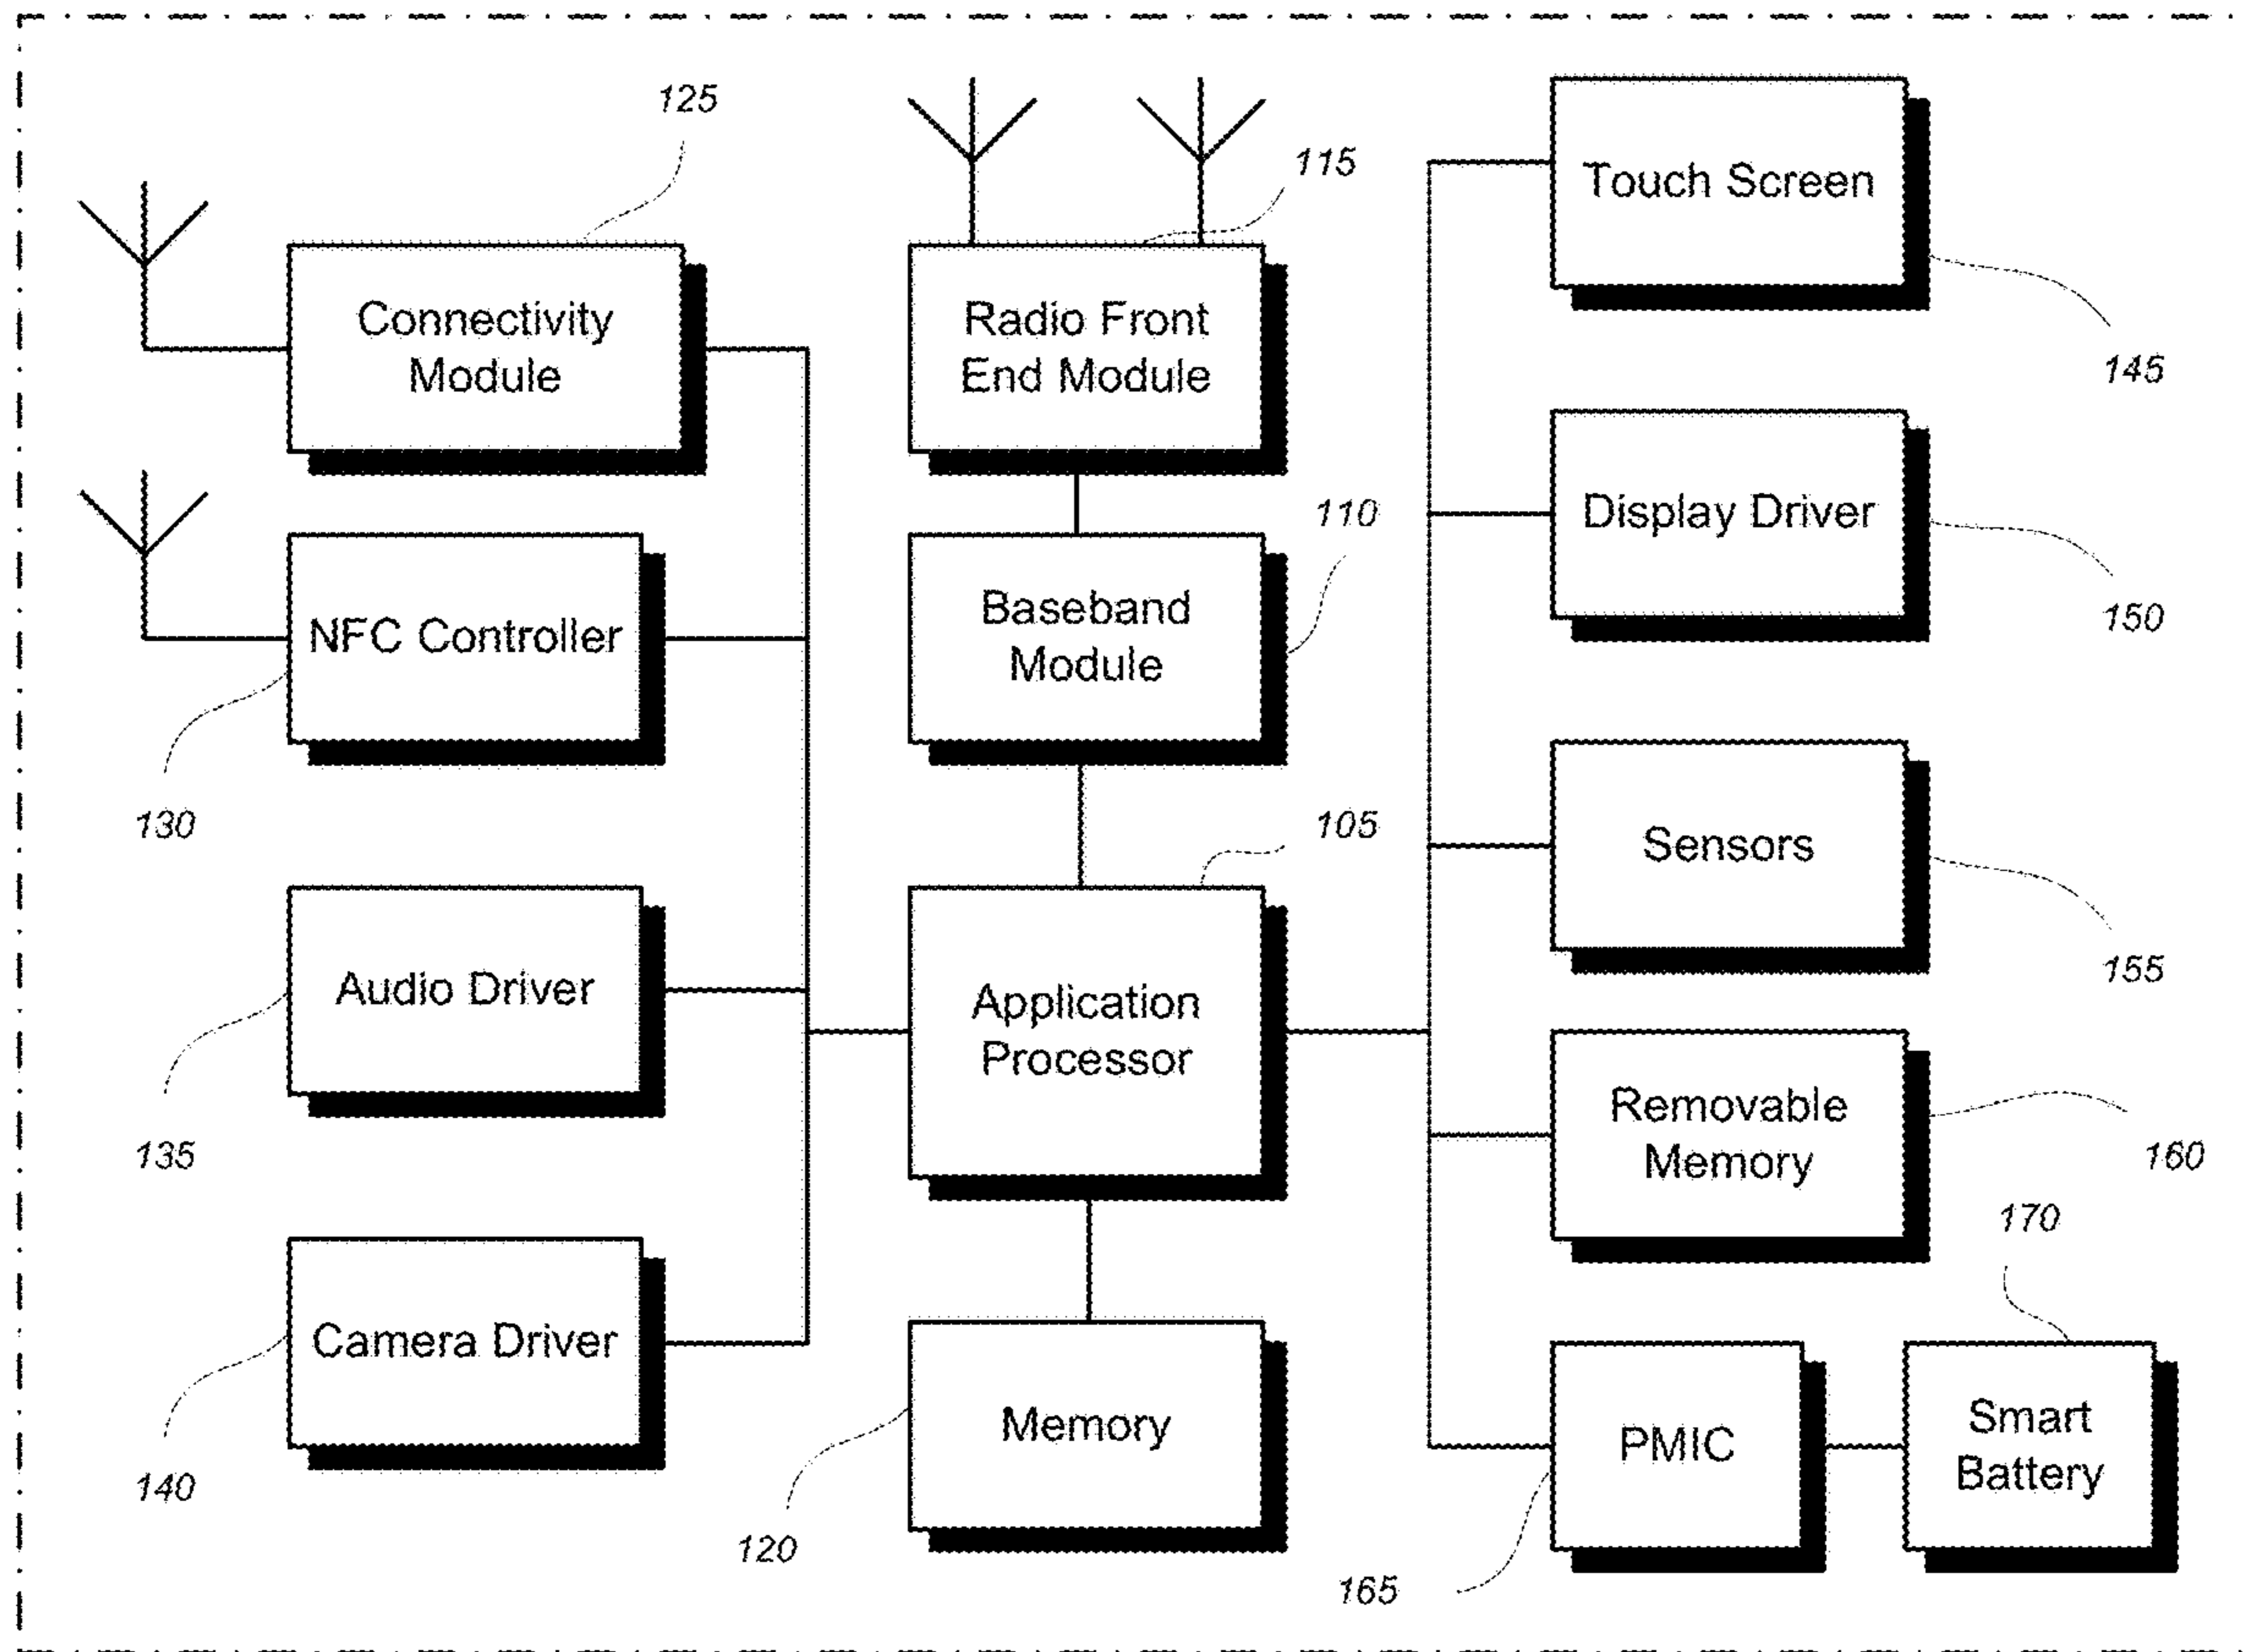 125
115
Touch Screen
Connectivity
Module
Radio Front
End Module
145
Display Driver
110
150
NFC Controller
Baseband
Module
130
105
Sensors
155
Audio Driver
Application
Processor
Removable
Memory
135
160
170
Camera Driver
Memory
PMIC
Smart
Battery
140
120
165